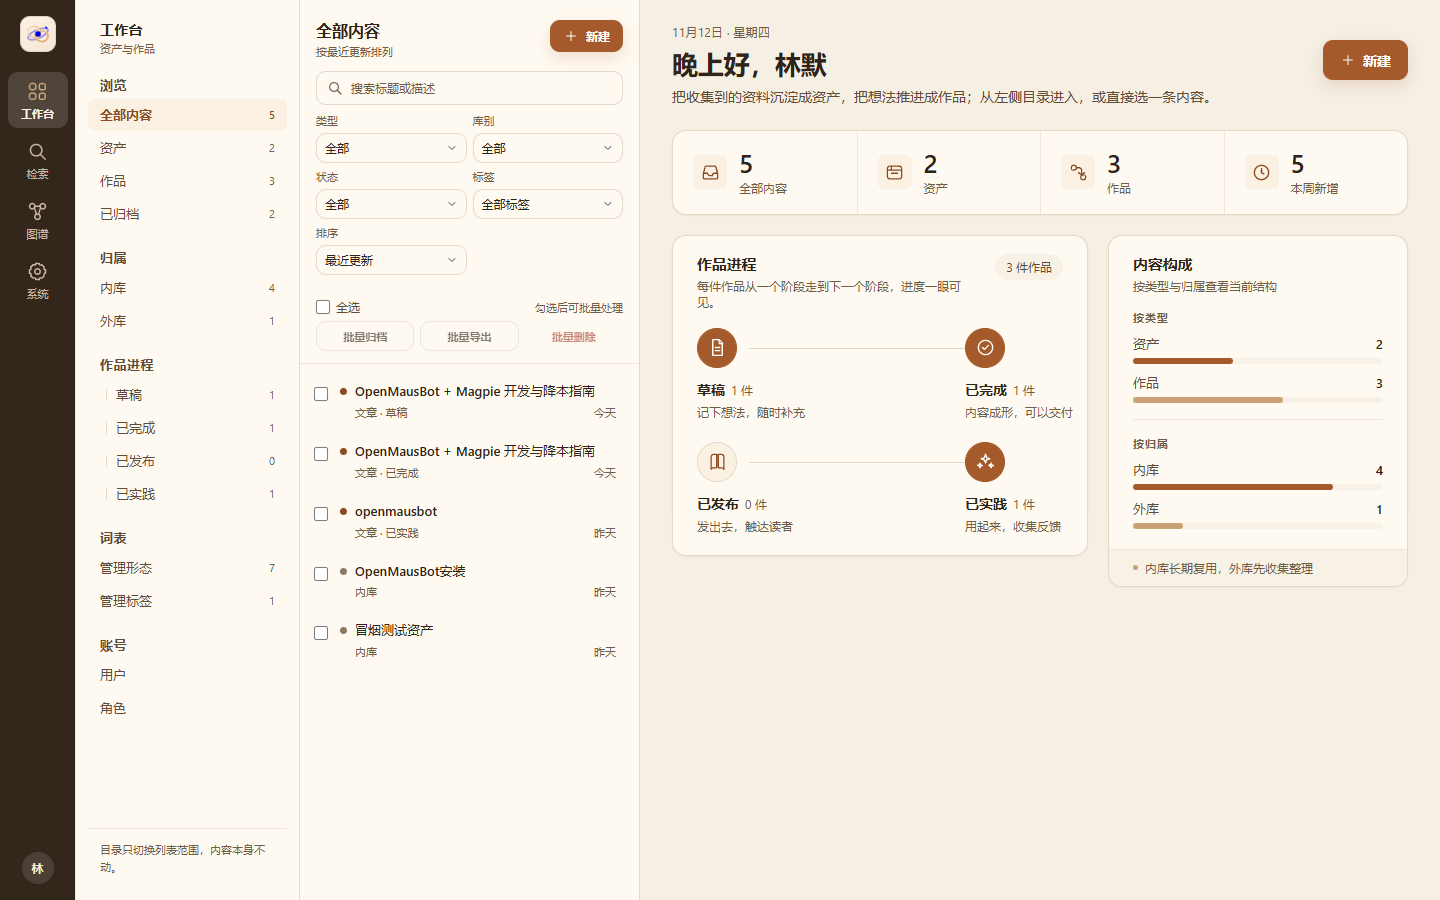 工作台
检索
图谱
系统
林
工作台
资产与作品
浏览
全部内容 5
资产 2
作品 3
已归档 2
归属
内库 4
外库 1
作品进程
草稿 1
已完成 1
已发布 0
已实践 1
词表
管理形态 7
管理标签 1
账号
用户
角色
目录只切换列表范围，内容本身不
动。
全部内容
按最近更新排列
新建
搜索标题或描述
类型 库别
全部 全部
状态 标签
全部 全部标签
排序
最近更新
全选 勾选后可批量处理
批量归档 批量导出 批量删除
OpenMausBot + Magpie 开发与降本指南
文章 · 草稿 今天
OpenMausBot + Magpie 开发与降本指南
文章 · 已完成 今天
openmausbot
文章 · 已实践 昨天
OpenMausBot安装
内库 昨天
冒烟测试资产
内库 昨天
11月12日 · 星期四
晚上好，林默
把收集到的资料沉淀成资产，把想法推进成作品；从左侧目录进入，或直接选一条内容。
新建
5
全部内容
2
资产
3
作品
5
本周新增
作品进程
每件作品从一个阶段走到下一个阶段，进度一眼可
见。
3 件作品
草稿 1 件
记下想法，随时补充
已完成 1 件
内容成形，可以交付
已发布 0 件
发出去，触达读者
已实践 1 件
用起来，收集反馈
内容构成
按类型与归属查看当前结构
按类型
资产 2
作品 3
按归属
内库 4
外库 1
内库长期复用，外库先收集整理